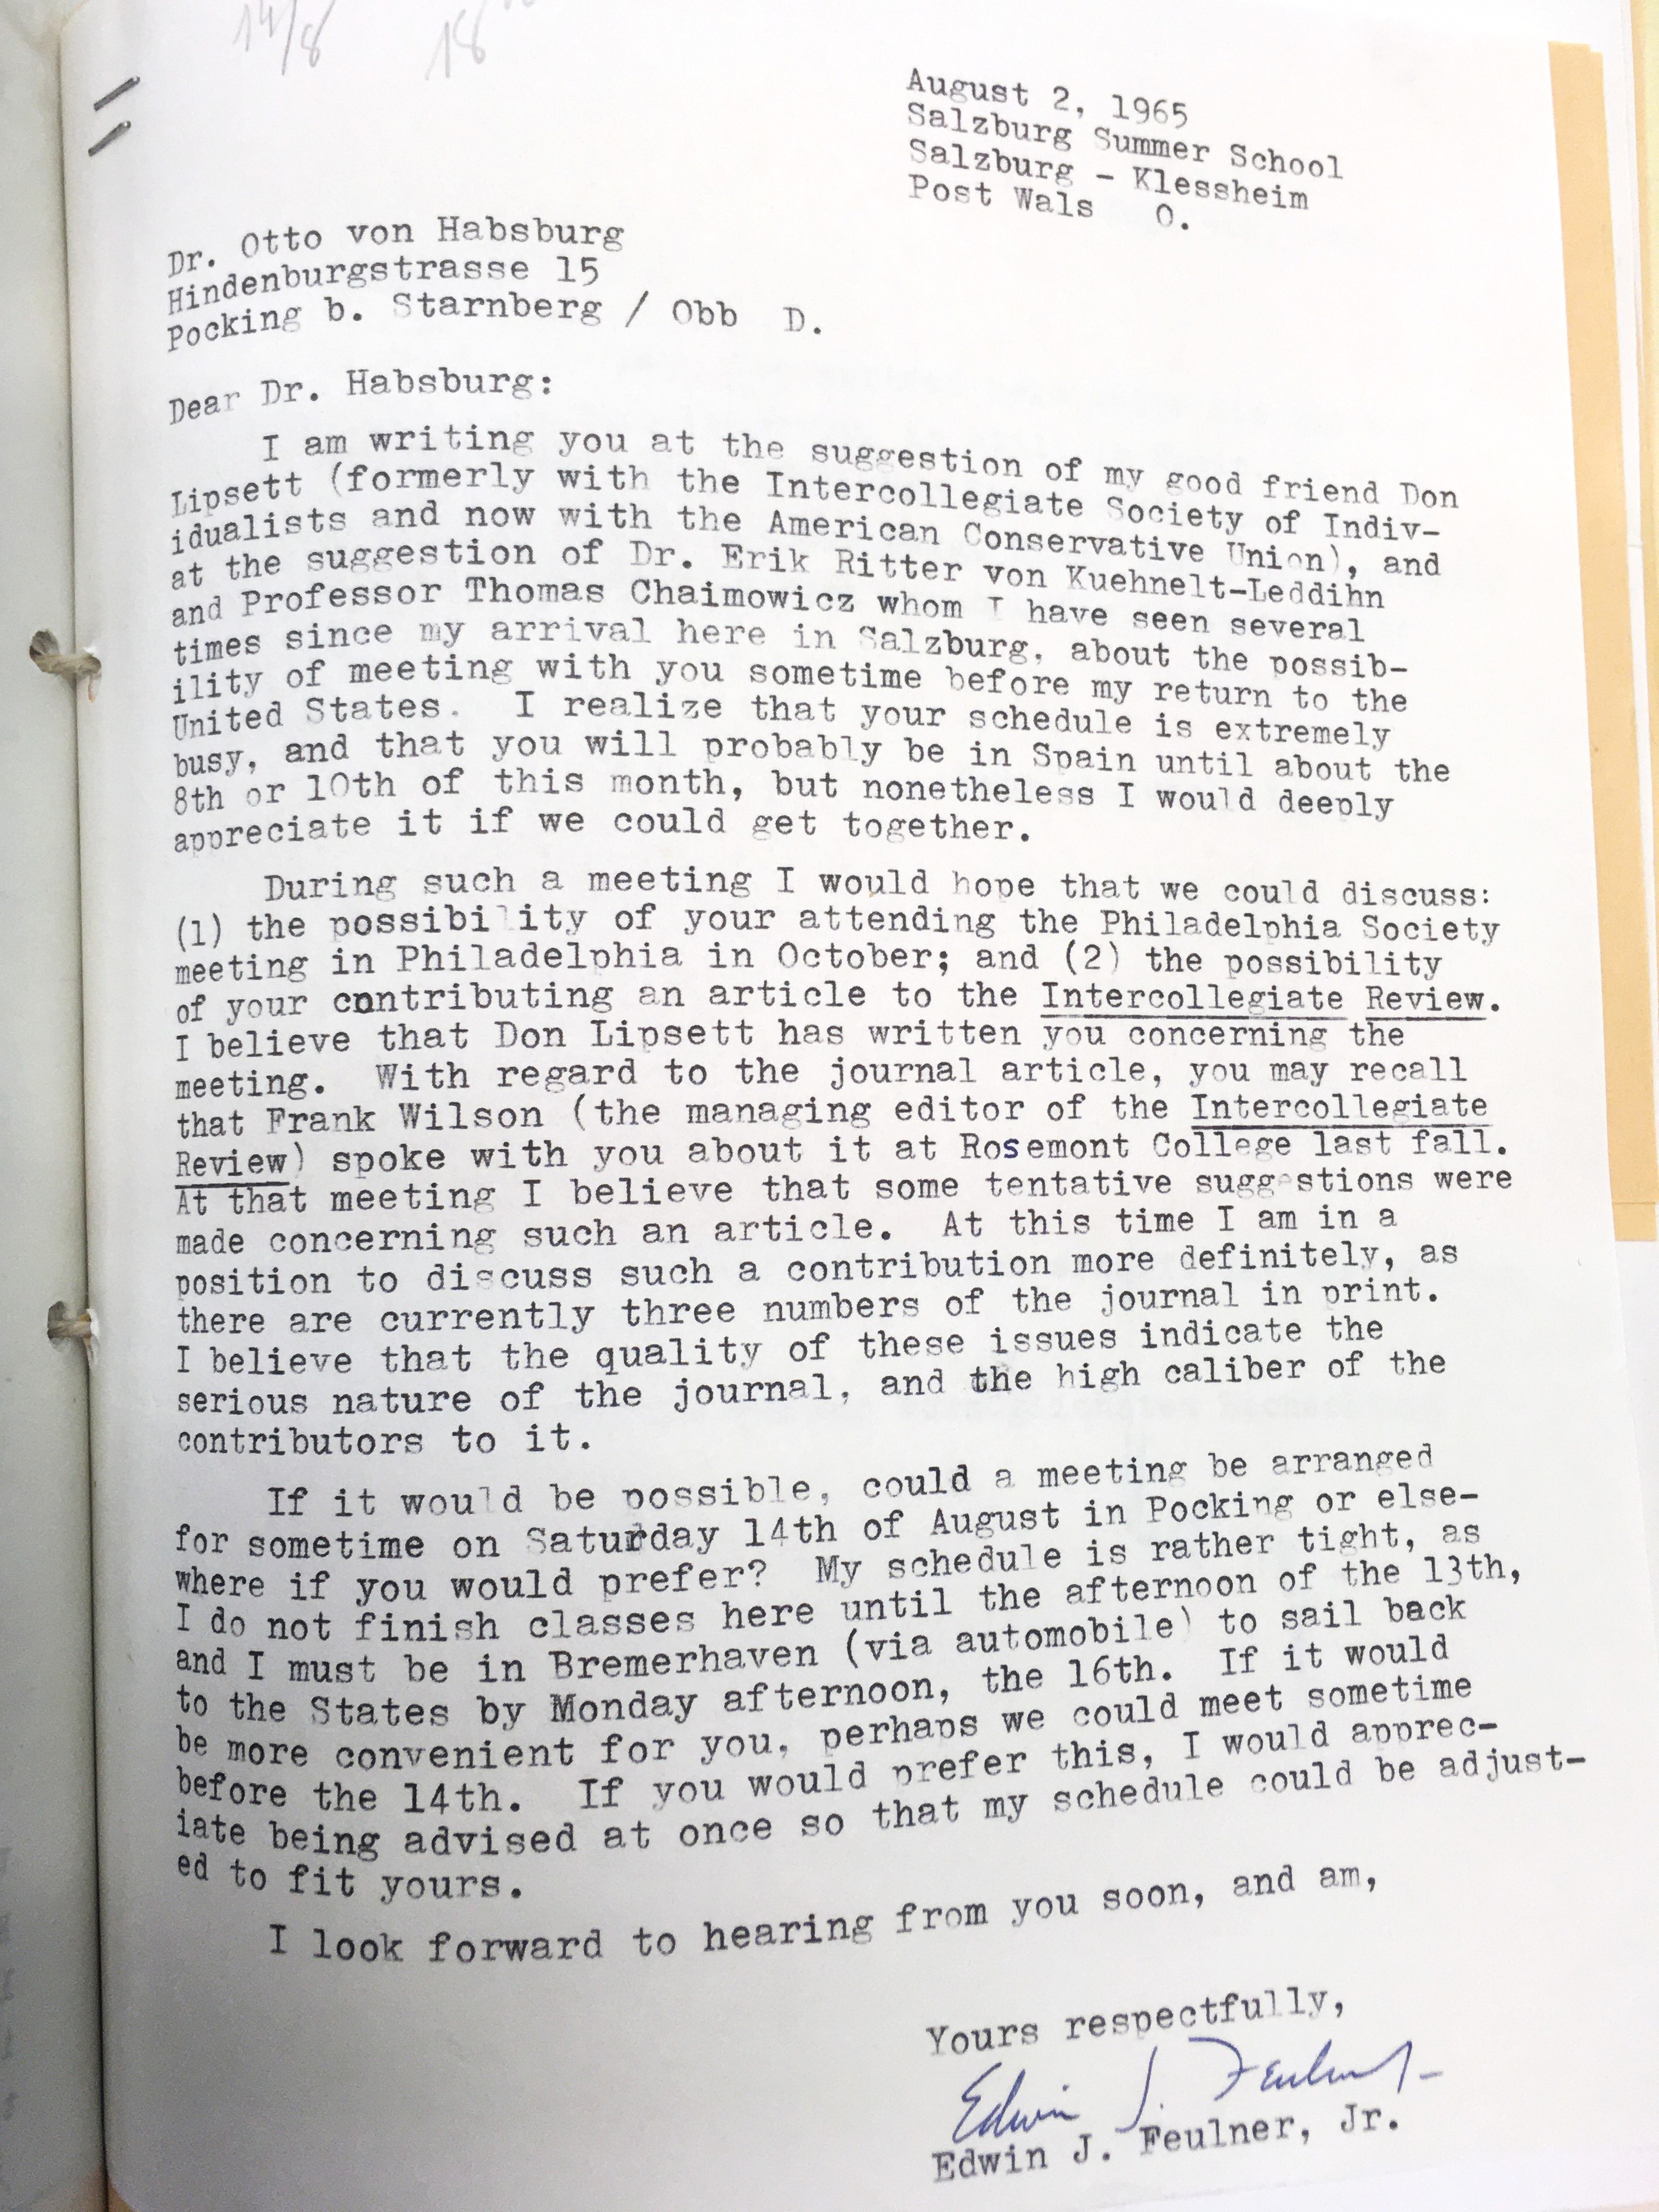 14/8 18⁰⁰
August 2, 1965
Salzburg Summer School
Salzburg - Klessheim
Post Wals O.
Dr. Otto von Habsburg
Hindenburgstrasse 15
Pocking b. Starnberg / Obb D.
Dear Dr. Habsburg:
I am writing you at the suggestion of my good friend Don
Lipsett (formerly with the Intercollegiate Society of Indiv-
idualists and now with the American Conservative Union), and
at the suggestion of Dr. Erik Ritter von Kuehnelt-Leddihn
and Professor Thomas Chaimowicz whom I have seen several
times since my arrival here in Salzburg, about the possib-
ility of meeting with you sometime before my return to the
United States. I realize that your schedule is extremely
busy, and that you will probably be in Spain until about the
8th or 10th of this month, but nonetheless I would deeply
appreciate it if we could get together.
During such a meeting I would hope that we could discuss:
(1) the possibility of your attending the Philadelphia Society
meeting in Philadelphia in October; and (2) the possibility
of your contributing an article to the Intercollegiate Review.
I believe that Don Lipsett has written you concerning the
meeting. With regard to the journal article, you may recall
that Frank Wilson (the managing editor of the Intercollegiate
Review) spoke with you about it at Rosemont College last fall.
At that meeting I believe that some tentative suggestions were
made concerning such an article. At this time I am in a
position to discuss such a contribution more definitely, as
there are currently three numbers of the journal in print.
I believe that the quality of these issues indicate the
serious nature of the journal, and the high caliber of the
contributors to it.
If it would be possible, could a meeting be arranged
for sometime on Saturday 14th of August in Pocking or else-
where if you would prefer? My schedule is rather tight, as
I do not finish classes here until the afternoon of the 13th,
and I must be in Bremerhaven (via automobile) to sail back
to the States by Monday afternoon, the 16th. If it would
be more convenient for you, perhaps we could meet sometime
before the 14th. If you would prefer this, I would apprec-
iate being advised at once so that my schedule could be adjust-
ed to fit yours.
I look forward to hearing from you soon, and am,
Yours respectfully,
Edwin J. Feulner Jr.
Edwin J. Feulner, Jr.